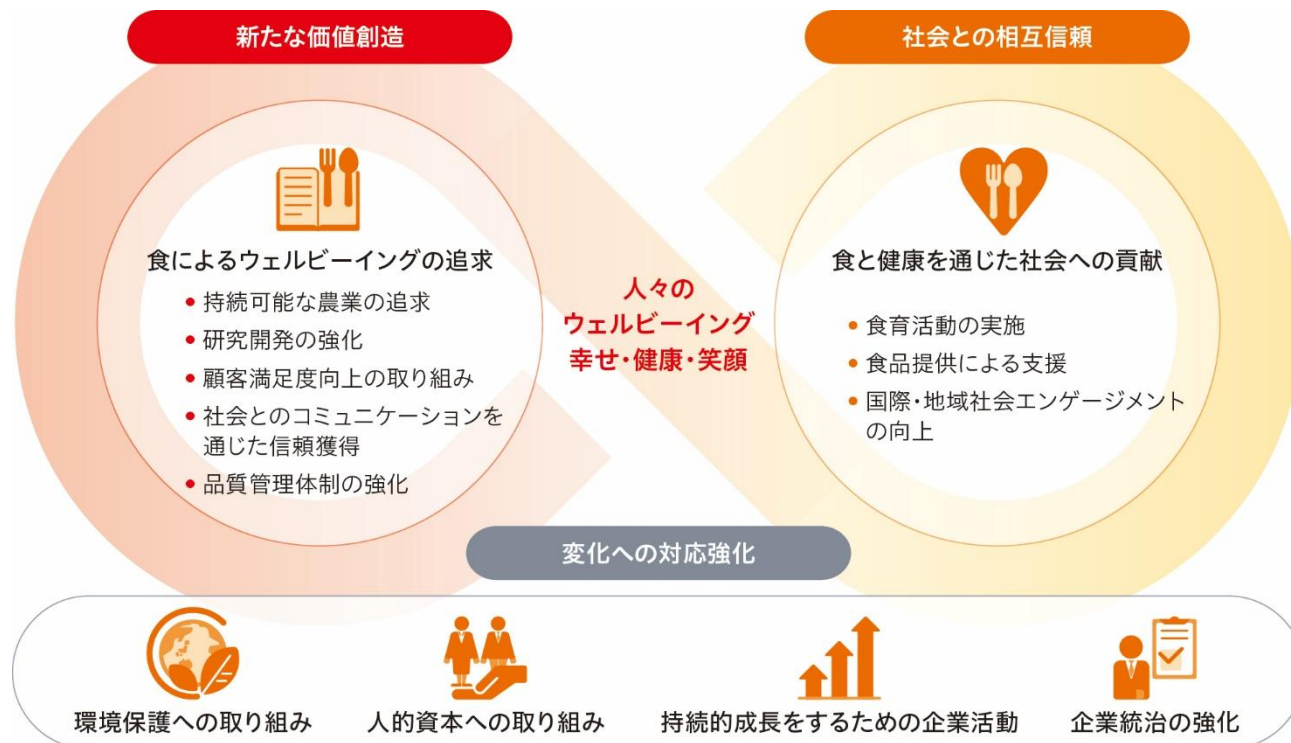 新たな価値創造
食によるウェルビーイングの追求
● 持続可能な農業の追求
● 研究開発の強化
● 顧客満足度向上の取り組み
● 社会とのコミュニケーションを
通じた信頼獲得
● 品質管理体制の強化
人々の
ウェルビーイング
幸せ・健康・笑顔
社会との相互信頼
食と健康を通じた社会への貢献
● 食育活動の実施
● 食品提供による支援
● 国際・地域社会エンゲージメント
の向上
変化への対応強化
環境保護への取り組み
人的資本への取り組み
持続的成長をするための企業活動
企業統治の強化